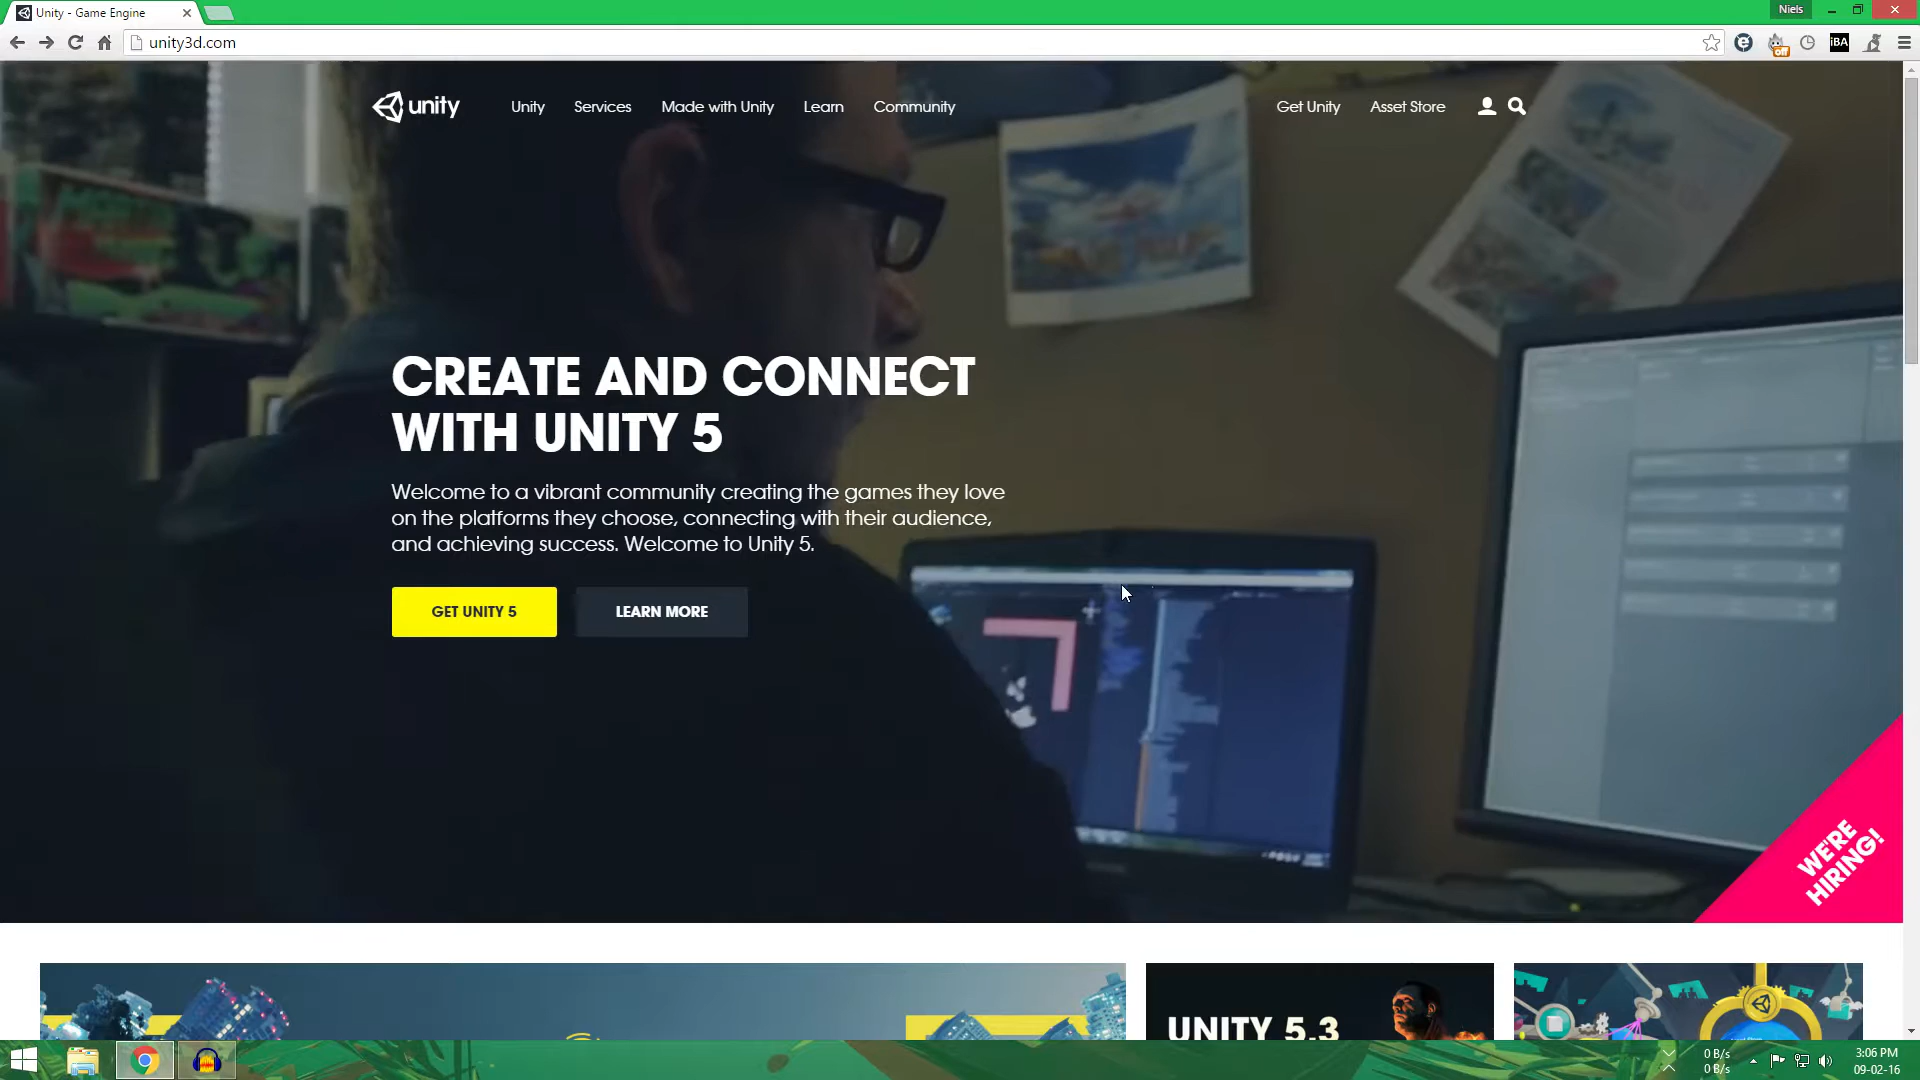 Unity - Game Engine
Niels
unity3d.com
off
iBA
unity
Unity
Services
Made with Unity
Learn
Community
Get Unity
Asset Store
CREATE AND CONNECT
WITH UNITY 5
Welcome to a vibrant community creating the games they love
on the platforms they choose, connecting with their audience,
and achieving success. Welcome to Unity 5.
GET UNITY 5
LEARN MORE
WE'RE
HIRING!
UNITY 5.3
0 B/s
0 B/s
3:06 PM
09-02-16